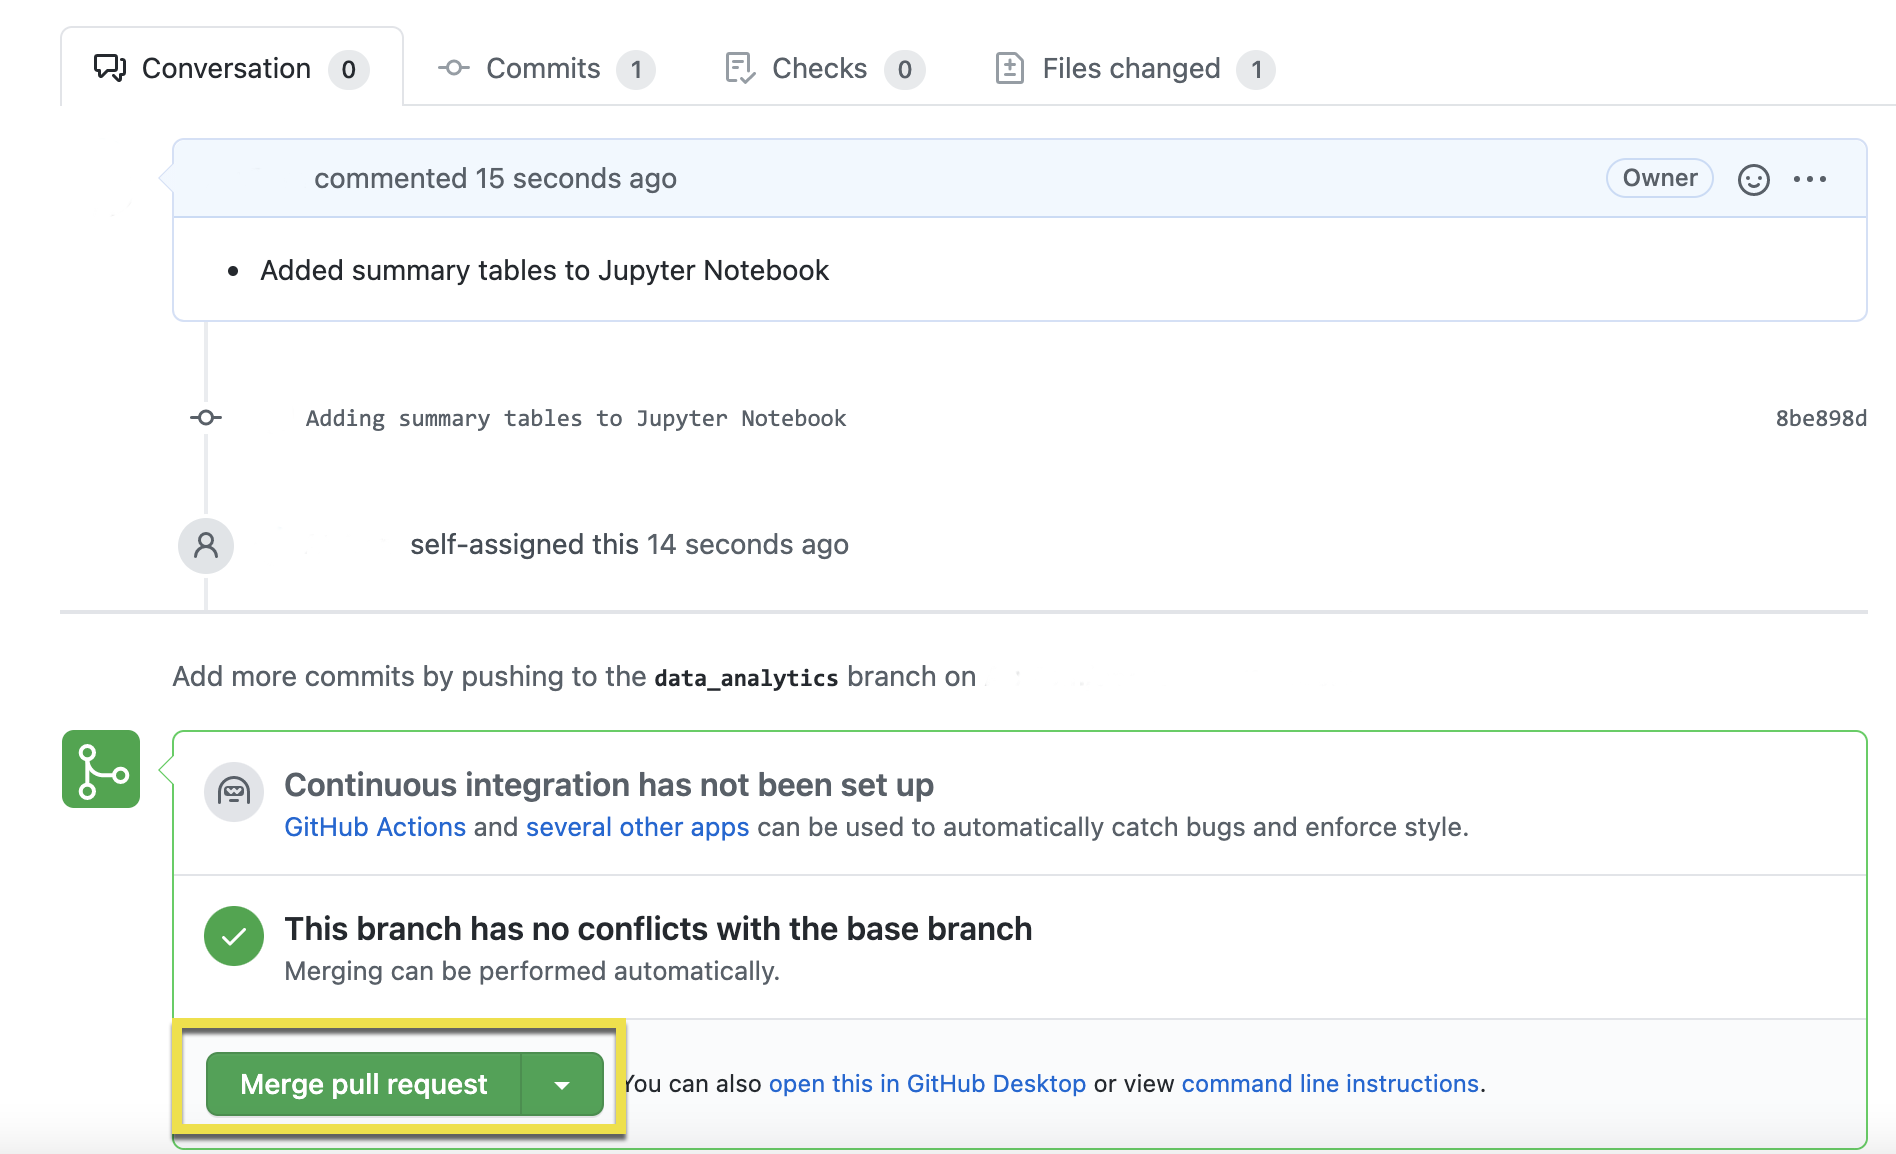 Conversation 0 Commits 1 Checks 0 Files changed 1
commented 15 seconds ago Owner
• Added summary tables to Jupyter Notebook
Adding summary tables to Jupyter Notebook 8be898d
self-assigned this 14 seconds ago
Add more commits by pushing to the data_analytics branch on
Continuous integration has not been set up
GitHub Actions and several other apps can be used to automatically catch bugs and enforce style.
This branch has no conflicts with the base branch
Merging can be performed automatically.
Merge pull request You can also open this in GitHub Desktop or view command line instructions.